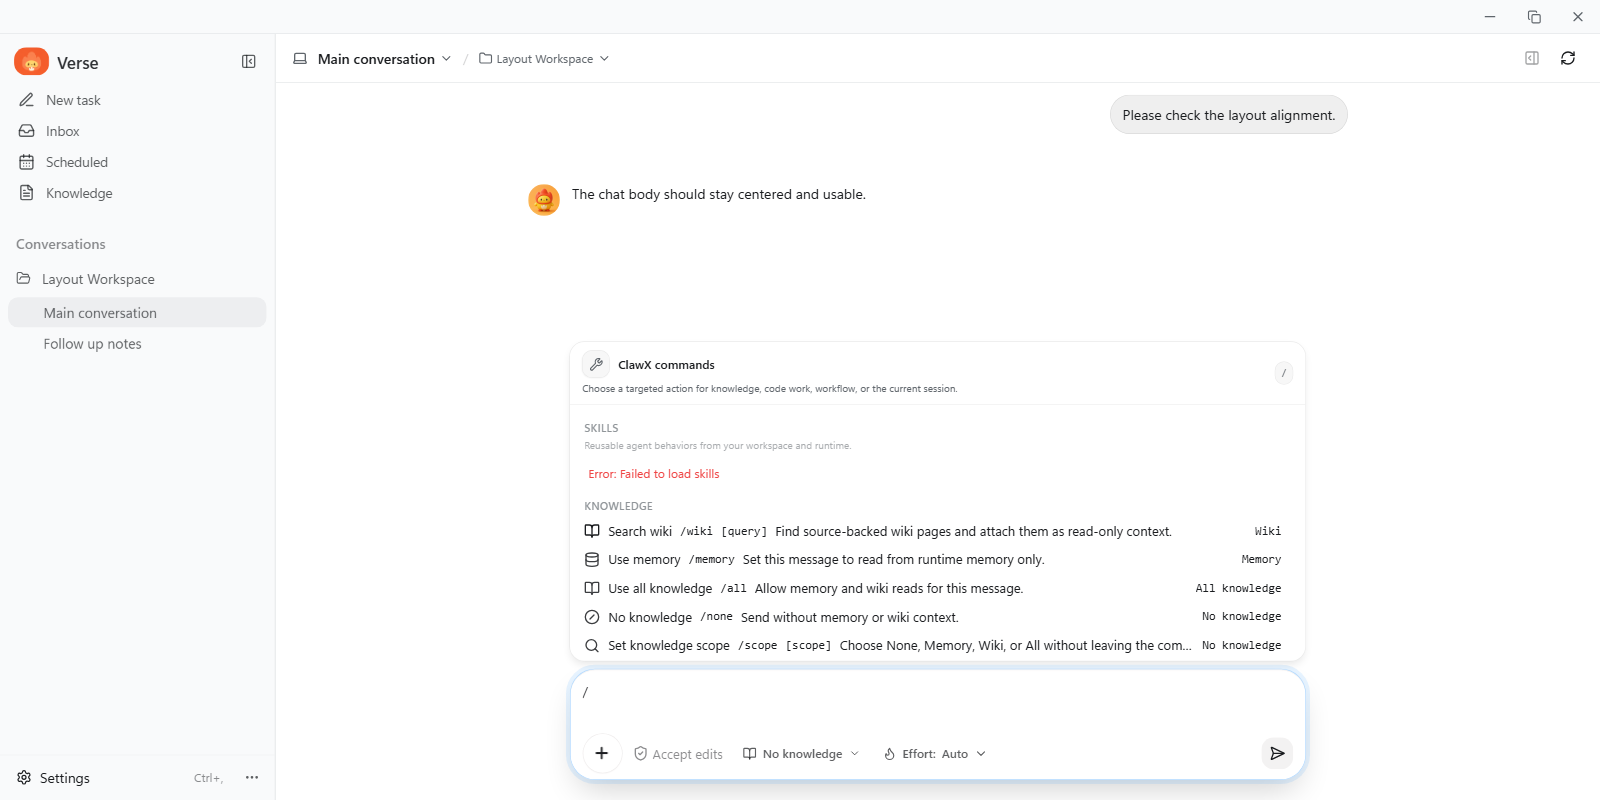 Verse
New task
Inbox
Scheduled
Knowledge
Conversations
Layout Workspace
Main conversation
Follow up notes
Settings Ctrl+, ...
Main conversation / Layout Workspace
Please check the layout alignment.
The chat body should stay centered and usable.
ClawX commands
Choose a targeted action for knowledge, code work, workflow, or the current session.
/
SKILLS
Reusable agent behaviors from your workspace and runtime.
Error: Failed to load skills
KNOWLEDGE
Search wiki /wiki [query] Find source-backed wiki pages and attach them as read-only context. Wiki
Use memory /memory Set this message to read from runtime memory only. Memory
Use all knowledge /all Allow memory and wiki reads for this message. All knowledge
No knowledge /none Send without memory or wiki context. No knowledge
Set knowledge scope /scope [scope] Choose None, Memory, Wiki, or All without leaving the com... No knowledge
/
Accept edits No knowledge Effort: Auto